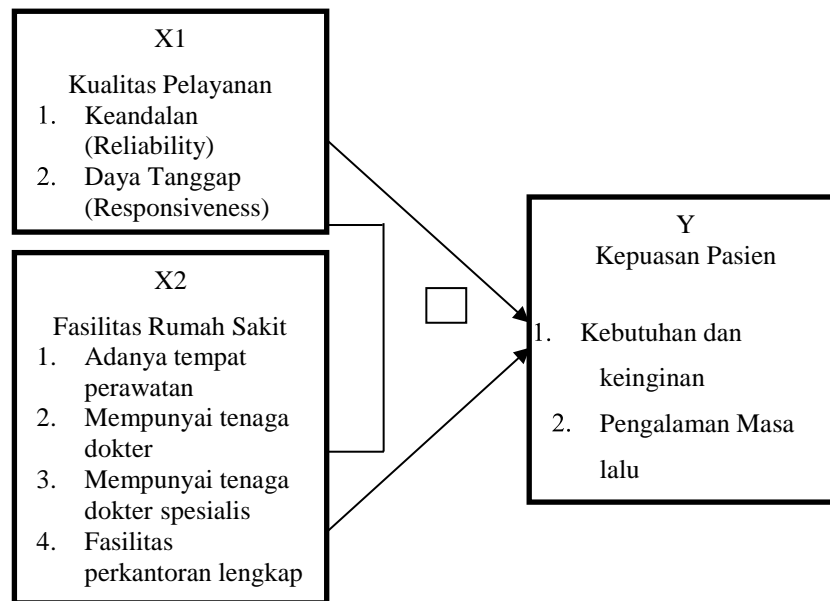 X1
Kualitas Pelayanan
1. Keandalan
(Reliability)
2. Daya Tanggap
(Responsiveness)
X2
Fasilitas Rumah Sakit
1. Adanya tempat
perawatan
2. Mempunyai tenaga
dokter
3. Mempunyai tenaga
dokter spesialis
4. Fasilitas
perkantoran lengkap
Y
Kepuasan Pasien
1. Kebutuhan dan
keinginan
2. Pengalaman Masa
lalu